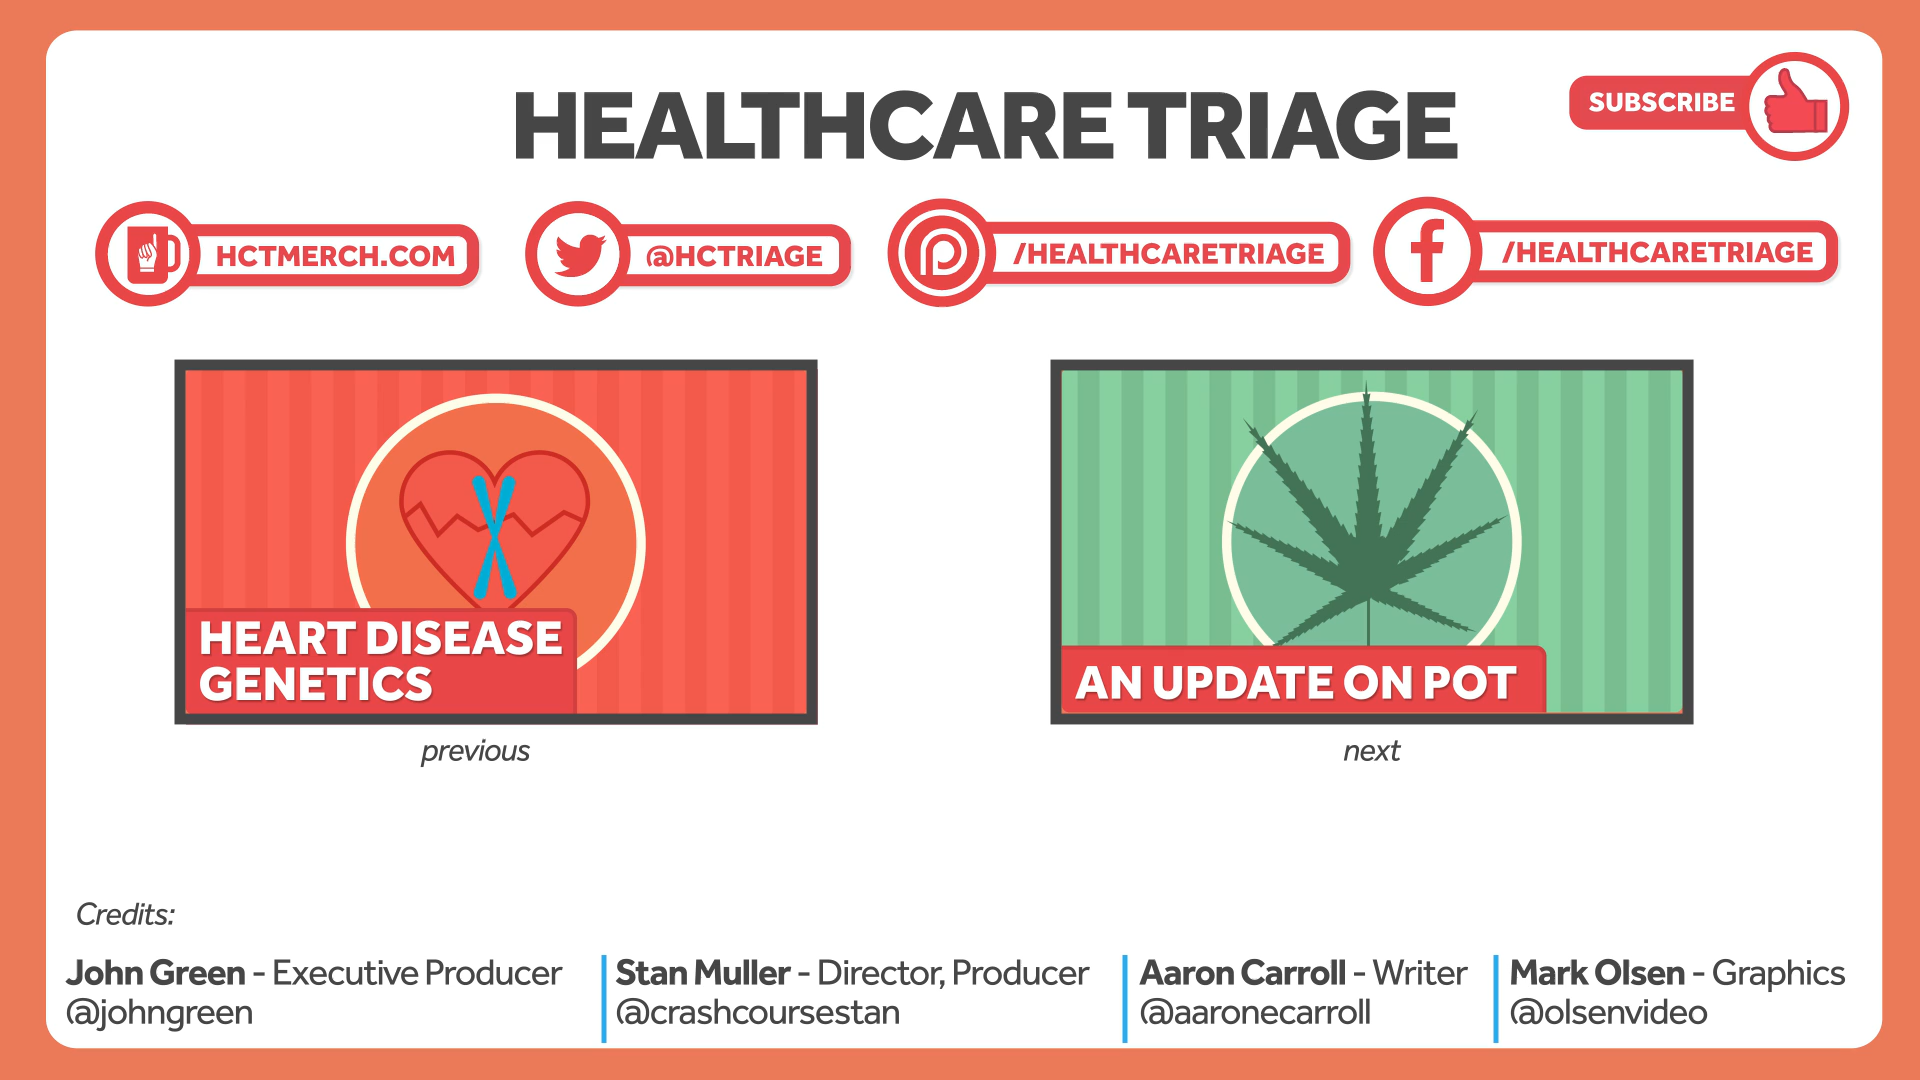 HEALTHCARE TRIAGE
SUBSCRIBE
HCTMERCH.COM
@HCTRIAGE
/HEALTHCARETRIAGE
/HEALTHCARETRIAGE
HEART DISEASE
GENETICS
previous
AN UPDATE ON POT
next
Credits:
John Green - Executive Producer
@johngreen
Stan Muller - Director, Producer
@crashcoursestan
Aaron Carroll - Writer
@aaronecarroll
Mark Olsen - Graphics
@olsenvideo